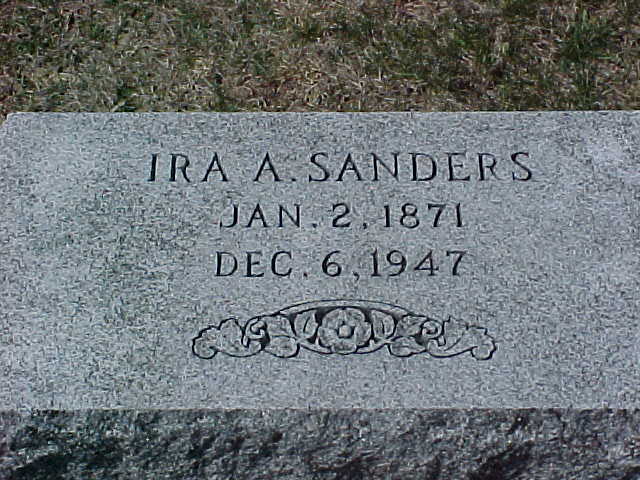 IRA A. SANDERS
JAN. 2, 1871
DEC. 6, 1947